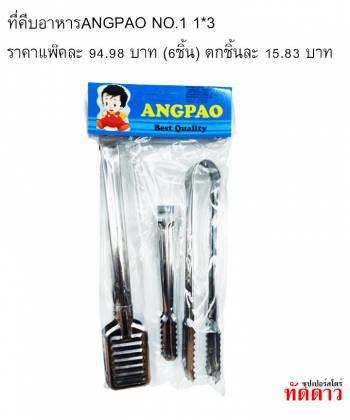 ที่คีบอาหารANGPAO NO.1 1*3
ราคาแพ๊คละ 94.98 บาท (6ชิ้น) ตกชิ้นละ 15.83 บาท
ANGPAO
Best Quality
ซุปเปอร์สโตร์
ทัดดาว